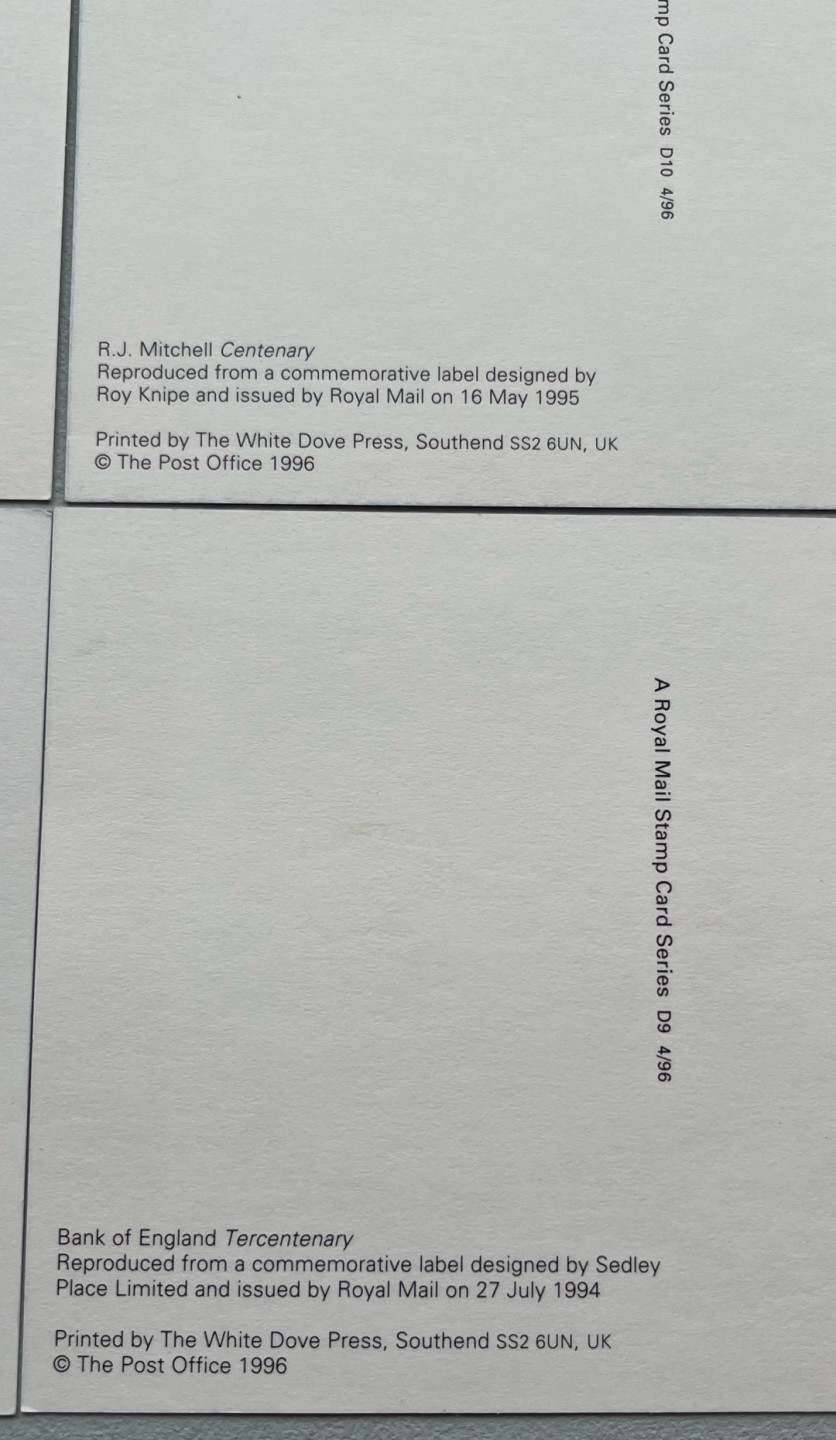 Card Series D10 4/96
R.J. Mitchell Centenary
Reproduced from a commemorative label designed by
Roy Knipe and issued by Royal Mail on 16 May 1995
Printed by The White Dove Press, Southend SS2 6UN, UK
© The Post Office 1996
A Royal Mail Stamp Card Series D9 4/96
Bank of England Tercentenary
Reproduced from a commemorative label designed by Sedley
Place Limited and issued by Royal Mail on 27 July 1994
Printed by The White Dove Press, Southend SS2 6UN, UK
© The Post Office 1996